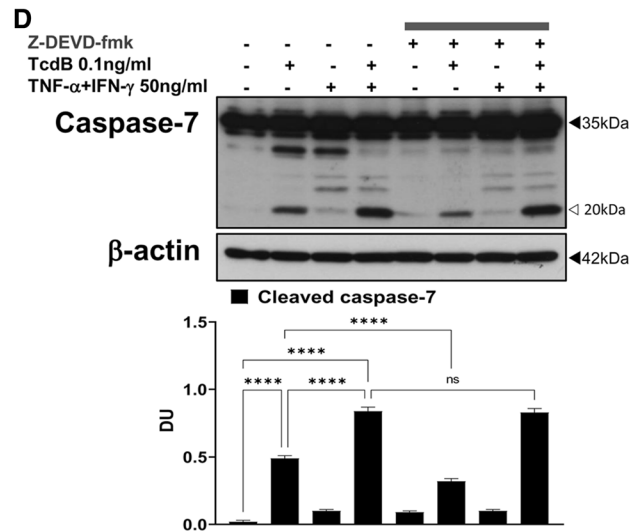 D
Z-DEVD-fmk - - - - + + + +
TcdB 0.1ng/ml - + - + - + - +
TNF-α+IFN-γ 50ng/ml - - + + - - + +
Caspase-7
◀35kDa
◁ 20kDa
β-actin
◀42kDa
Cleaved caspase-7
1.5
****
****
1.0
**** **** ns
DU
0.5
0.0